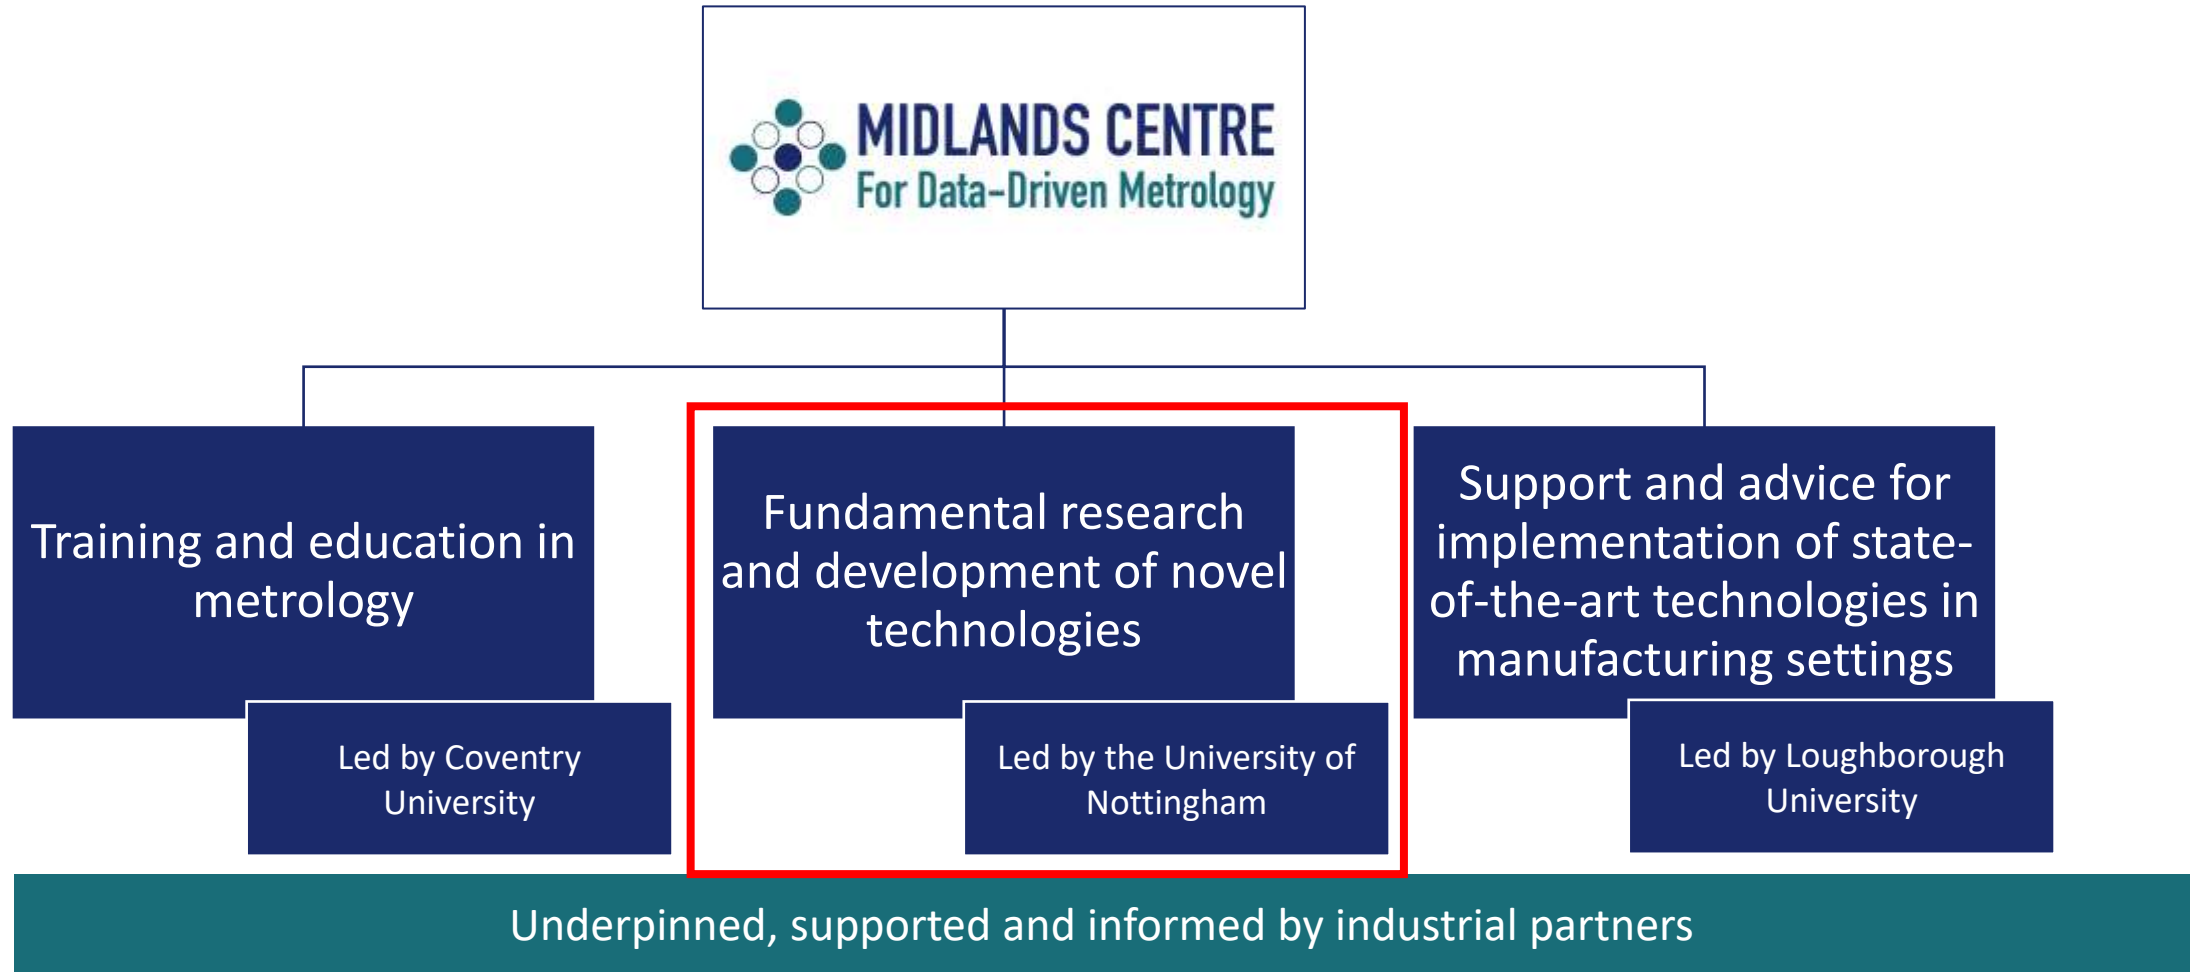 MIDLANDS CENTRE
For Data-Driven Metrology
Training and education in
metrology
Led by Coventry
University
Fundamental research
and development of novel
technologies
Led by the University of
Nottingham
Support and advice for
implementation of state-
of-the-art technologies in
manufacturing settings
Led by Loughborough
University
Underpinned, supported and informed by industrial partners